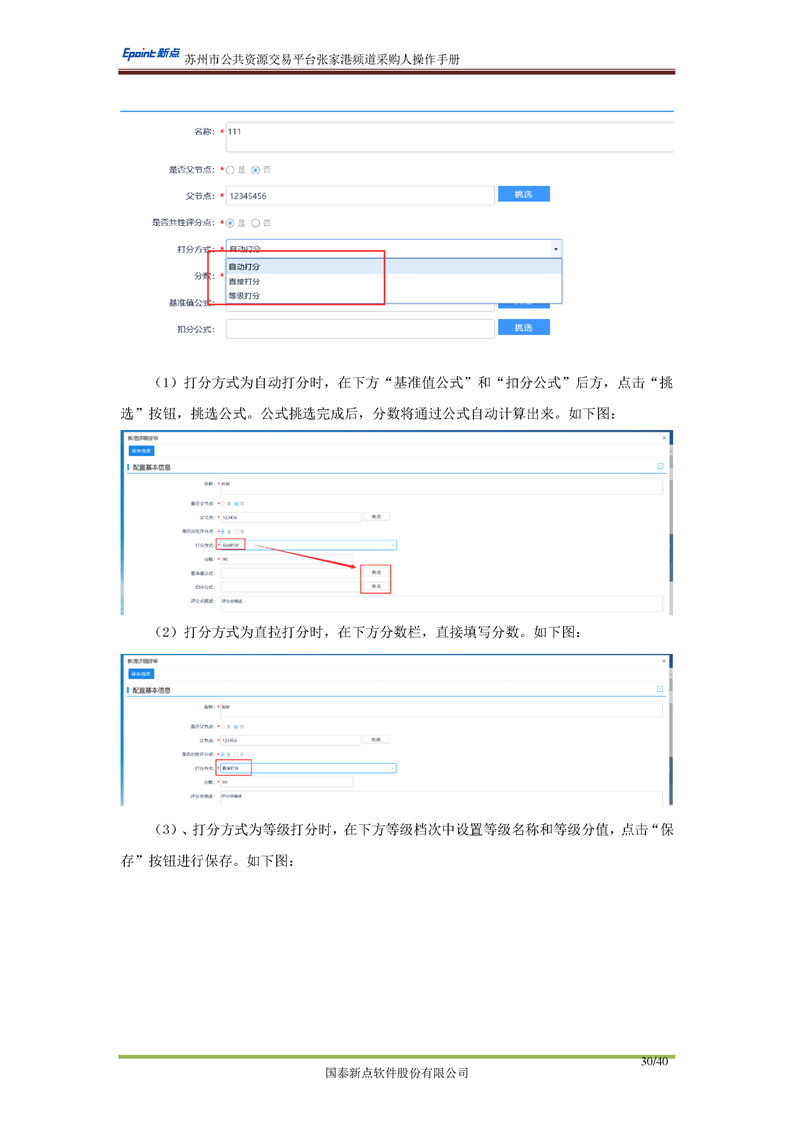 Epoint新点 苏州市公共资源交易平台张家港频道采购人操作手册
名称: * 111
是否父节点: * 是 否
父节点: * 12345456 挑选
是否共性评分点: * 是 否
打分方式: * 自动打分
自动打分
分数: *
直接打分
等级打分
基准值公式:
扣分公式: 挑选
(1)打分方式为自动打分时,在下方“基准值公式”和“扣分公式”后方,点击“挑
选”按钮,挑选公式。公式挑选完成后,分数将通过公式自动计算出来。如下图:
新增详细评审
保存信息
配置基本信息
名称: * 名称
是否父节点: * 是 否
父节点: * 123456 挑选
是否共性评分点: * 是 否
打分方式: * 自动打分
分数: * 99
基准值公式: 挑选
扣分公式: 挑选
评分点描述: 评分点描述
(2)打分方式为直拉打分时,在下方分数栏,直接填写分数。如下图:
新增详细评审
保存信息
配置基本信息
名称: * 名称
是否父节点: * 是 否
父节点: * 123456 挑选
是否共性评分点: * 是 否
打分方式: * 直接打分
分数: * 99
评分点描述: 评分点描述
(3)、打分方式为等级打分时,在下方等级档次中设置等级名称和等级分值,点击“保
存”按钮进行保存。如下图:
30/40
国泰新点软件股份有限公司